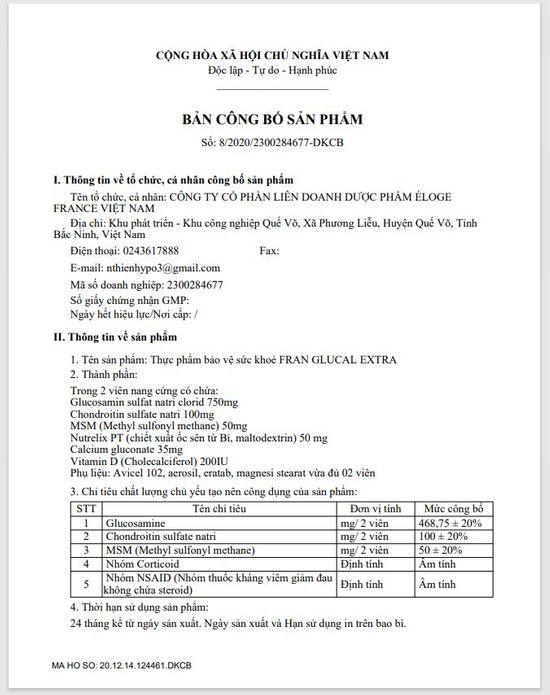 CỘNG HÒA XÃ HỘI CHỦ NGHĨA VIỆT NAM
Độc lập - Tự do - Hạnh phúc
BẢN CÔNG BỐ SẢN PHẨM
Số: 8/2020/2300284677-DKCB
I. Thông tin về tổ chức, cá nhân công bố sản phẩm
Tên tổ chức, cá nhân: CÔNG TY CỔ PHẦN LIÊN DOANH DƯỢC PHẨM ÉLOGE
FRANCE VIỆT NAM
Địa chỉ: Khu phát triển - Khu công nghiệp Quế Võ, Xã Phương Liễu, Huyện Quế Võ, Tỉnh
Bắc Ninh, Việt Nam
Điện thoại: 0243617888 Fax:
E-mail: nthienhypo3@gmail.com
Mã số doanh nghiệp: 2300284677
Số giấy chứng nhận GMP:
Ngày hết hiệu lực/Nơi cấp: /
II. Thông tin về sản phẩm
1. Tên sản phẩm: Thực phẩm bảo vệ sức khoẻ FRAN GLUCAL EXTRA
2. Thành phần:
Trong 2 viên nang cứng có chứa:
Glucosamin sulfat natri clorid 750mg
Chondroitin sulfate natri 100mg
MSM (Methyl sulfonyl methane) 50mg
Nutrelix PT (chiết xuất ốc sên từ Bỉ, maltodextrin) 50 mg
Calcium gluconate 35mg
Vitamin D (Cholecalciferol) 200IU
Phụ liệu: Avicel 102, aerosil, eratab, magnesi stearat vừa đủ 02 viên
3. Chỉ tiêu chất lượng chủ yếu tạo nên công dụng của sản phẩm:
STT Tên chỉ tiêu Đơn vị tính Mức công bố
1 Glucosamine mg/ 2 viên 468,75 ± 20%
2 Chondroitin sulfate natri mg/ 2 viên 100 ± 20%
3 MSM (Methyl sulfonyl methane) mg/ 2 viên 50 ± 20%
4 Nhóm Corticoid Định tính Âm tính
5 Nhóm NSAID (Nhóm thuốc kháng viêm giảm đau không chứa steroid) Định tính Âm tính
4. Thời hạn sử dụng sản phẩm:
24 tháng kể từ ngày sản xuất. Ngày sản xuất và Hạn sử dụng in trên bao bì.
MA HO SO: 20.12.14.124461.DKCB